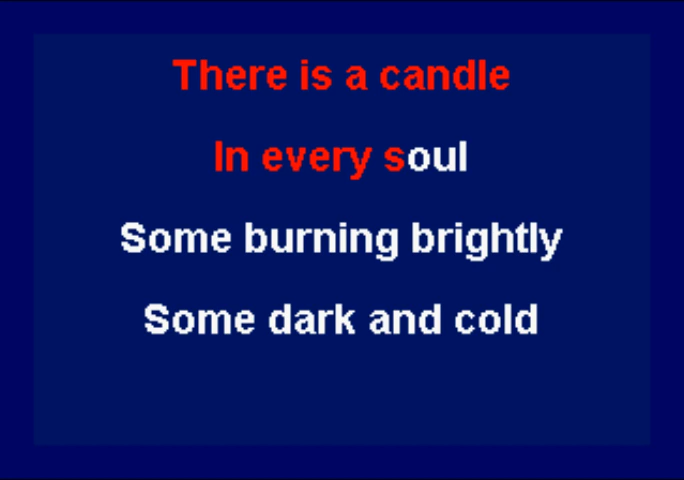 There is a candle
In every soul
Some burning brightly
Some dark and cold